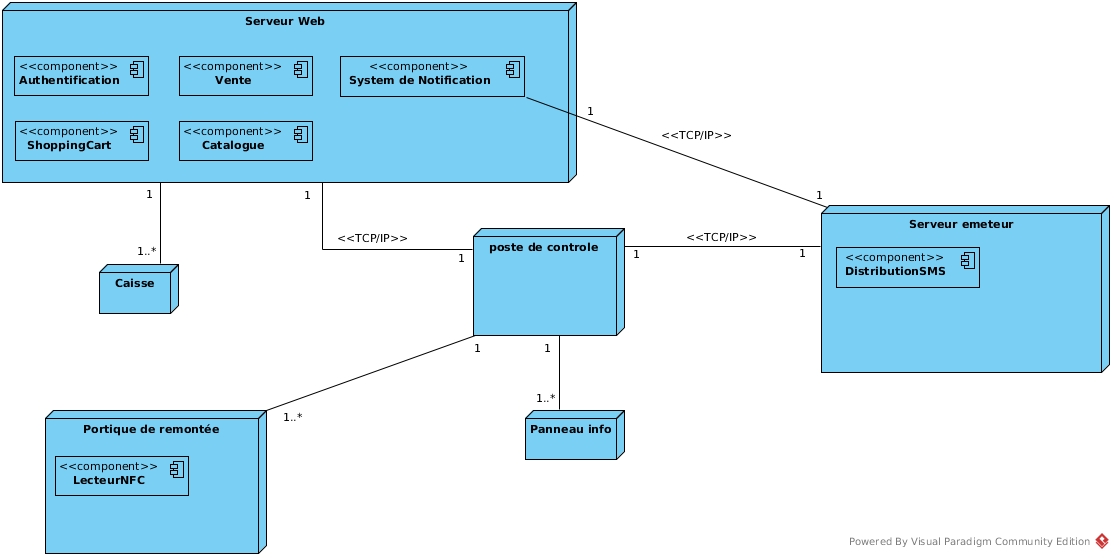 Serveur Web
<<component>>
Authentification
<<component>>
Vente
<<component>>
System de Notification
<<component>>
ShoppingCart
<<component>>
Catalogue
1
<<TCP/IP>>
1
1
1
1..*
<<TCP/IP>>
1
Caisse
poste de controle
1
<<TCP/IP>>
1
Serveur emeteur
<<component>>
DistributionSMS
1
1
1..*
1..*
Portique de remontée
<<component>>
LecteurNFC
Panneau info
Powered By Visual Paradigm Community Edition